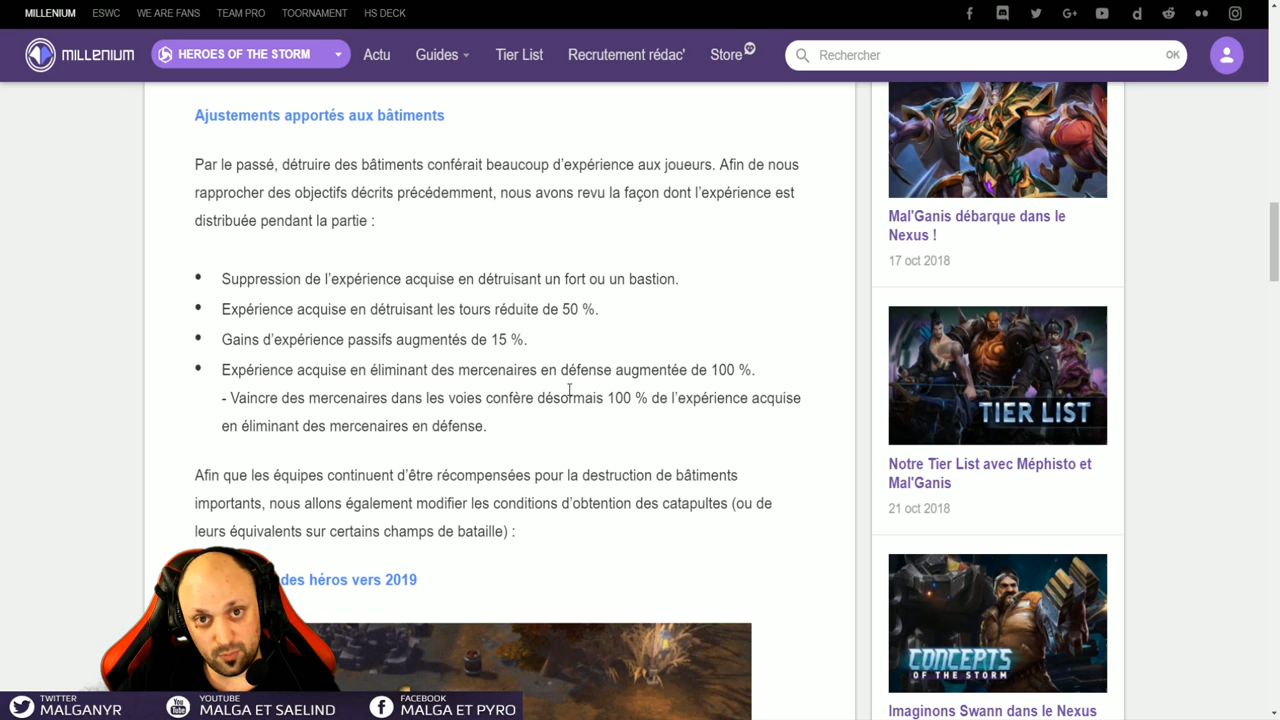 MILLENIUM ESWC WE ARE FANS TEAM PRO TOORNAMENT HS DECK
MILLENIUM HEROES OF THE STORM Actu Guides Tier List Recrutement rédac' Store Rechercher OK
Ajustements apportés aux bâtiments
Par le passé, détruire des bâtiments conférait beaucoup d'expérience aux joueurs. Afin de nous
rapprocher des objectifs décrits précédemment, nous avons revu la façon dont l'expérience est
distribuée pendant la partie :
• Suppression de l'expérience acquise en détruisant un fort ou un bastion.
• Expérience acquise en détruisant les tours réduite de 50 %.
• Gains d'expérience passifs augmentés de 15 %.
• Expérience acquise en éliminant des mercenaires en défense augmentée de 100 %.
- Vaincre des mercenaires dans les voies confère désormais 100 % de l'expérience acquise
en éliminant des mercenaires en défense.
Afin que les équipes continuent d'être récompensées pour la destruction de bâtiments
importants, nous allons également modifier les conditions d'obtention des catapultes (ou de
leurs équivalents sur certains champs de bataille) :
des héros vers 2019
Mal'Ganis débarque dans le
Nexus !
17 oct 2018
TIER LIST
Notre Tier List avec Méphisto et
Mal'Ganis
21 oct 2018
CONCEPTS
OF THE STORM
Imaginons Swann dans le Nexus
TWITTER
MALGANYR
You Tube
YOUTUBE
MALGA ET SAELIND
FACEBOOK
MALGA ET PYRO